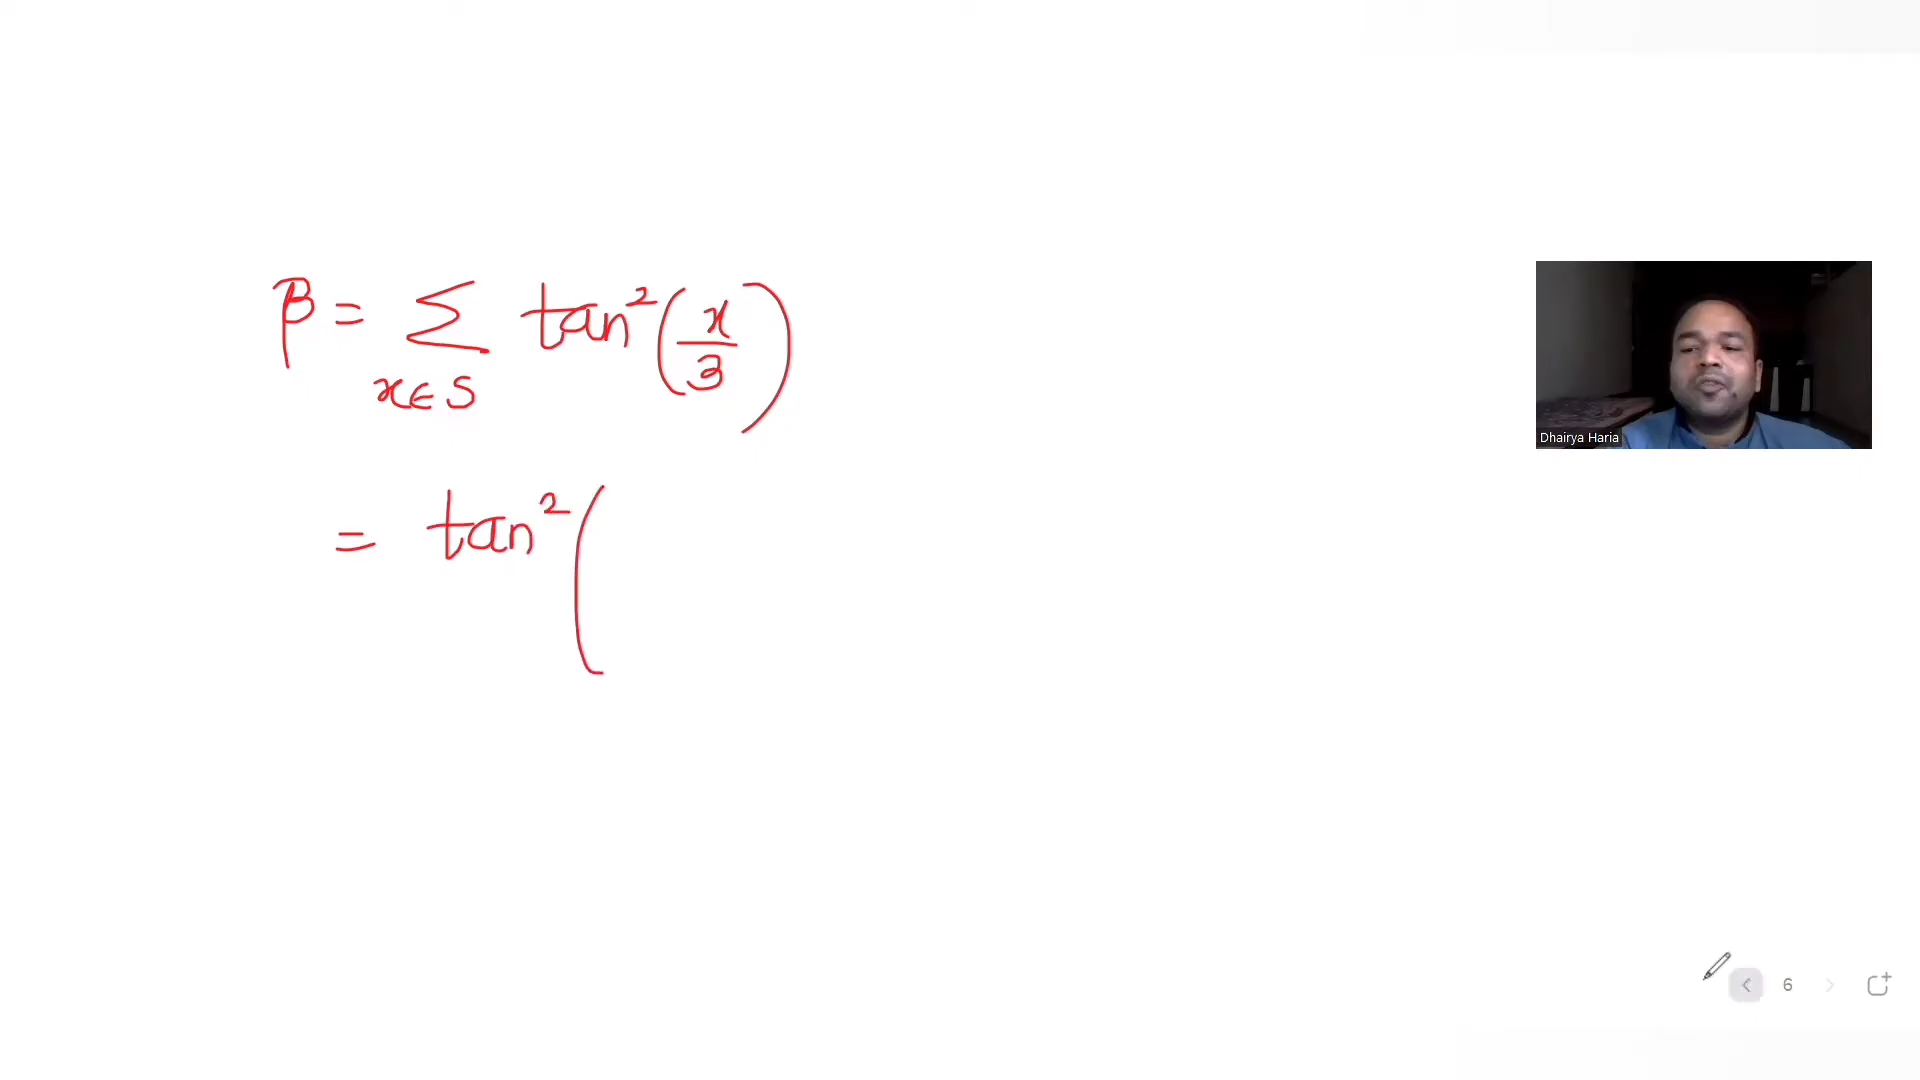 β = ∑ tan²(x/3)
x∈S
= tan²(
Dhairya Haria
6